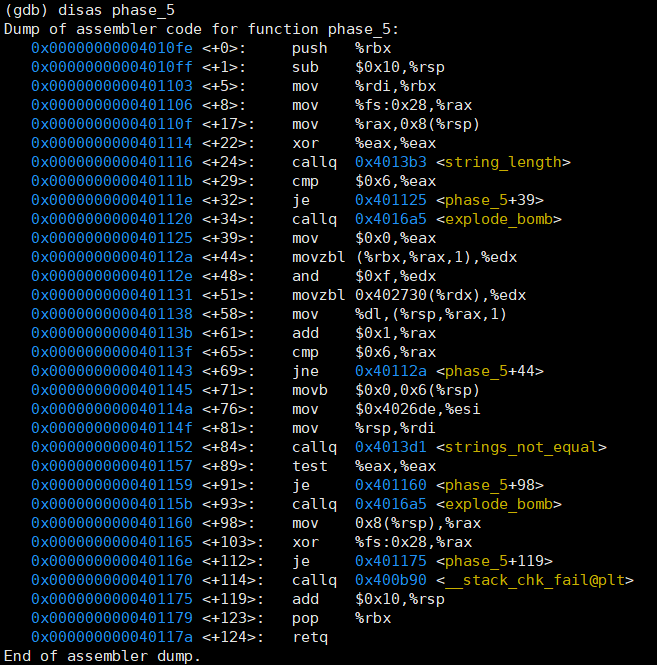 (gdb) disas phase_5
Dump of assembler code for function phase_5:
   0x00000000004010fe <+0>:     push   %rbx
   0x00000000004010ff <+1>:     sub    $0x10,%rsp
   0x0000000000401103 <+5>:     mov    %rdi,%rbx
   0x0000000000401106 <+8>:     mov    %fs:0x28,%rax
   0x000000000040110f <+17>:    mov    %rax,0x8(%rsp)
   0x0000000000401114 <+22>:    xor    %eax,%eax
   0x0000000000401116 <+24>:    callq  0x4013b3 <string_length>
   0x000000000040111b <+29>:    cmp    $0x6,%eax
   0x000000000040111e <+32>:    je     0x401125 <phase_5+39>
   0x0000000000401120 <+34>:    callq  0x4016a5 <explode_bomb>
   0x0000000000401125 <+39>:    mov    $0x0,%eax
   0x000000000040112a <+44>:    movzbl (%rbx,%rax,1),%edx
   0x000000000040112e <+48>:    and    $0xf,%edx
   0x0000000000401131 <+51>:    movzbl 0x402730(%rdx),%edx
   0x0000000000401138 <+58>:    mov    %dl,(%rsp,%rax,1)
   0x000000000040113b <+61>:    add    $0x1,%rax
   0x000000000040113f <+65>:    cmp    $0x6,%rax
   0x0000000000401143 <+69>:    jne    0x40112a <phase_5+44>
   0x0000000000401145 <+71>:    movb   $0x0,0x6(%rsp)
   0x000000000040114a <+76>:    mov    $0x4026de,%esi
   0x000000000040114f <+81>:    mov    %rsp,%rdi
   0x0000000000401152 <+84>:    callq  0x4013d1 <strings_not_equal>
   0x0000000000401157 <+89>:    test   %eax,%eax
   0x0000000000401159 <+91>:    je     0x401160 <phase_5+98>
   0x000000000040115b <+93>:    callq  0x4016a5 <explode_bomb>
   0x0000000000401160 <+98>:    mov    0x8(%rsp),%rax
   0x0000000000401165 <+103>:   xor    %fs:0x28,%rax
   0x000000000040116e <+112>:   je     0x401175 <phase_5+119>
   0x0000000000401170 <+114>:   callq  0x400b90 <__stack_chk_fail@plt>
   0x0000000000401175 <+119>:   add    $0x10,%rsp
   0x0000000000401179 <+123>:   pop    %rbx
   0x000000000040117a <+124>:   retq
End of assembler dump.